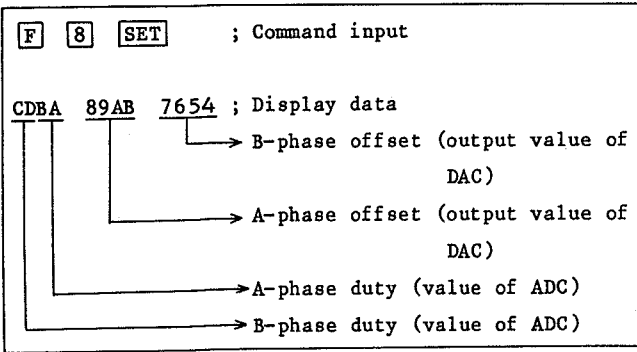 F 8 SET ; Command input
CDBA 89AB 7654 ; Display data
B-phase offset (output value of
DAC)
A-phase offset (output value of
DAC)
A-phase duty (value of ADC)
B-phase duty (value of ADC)